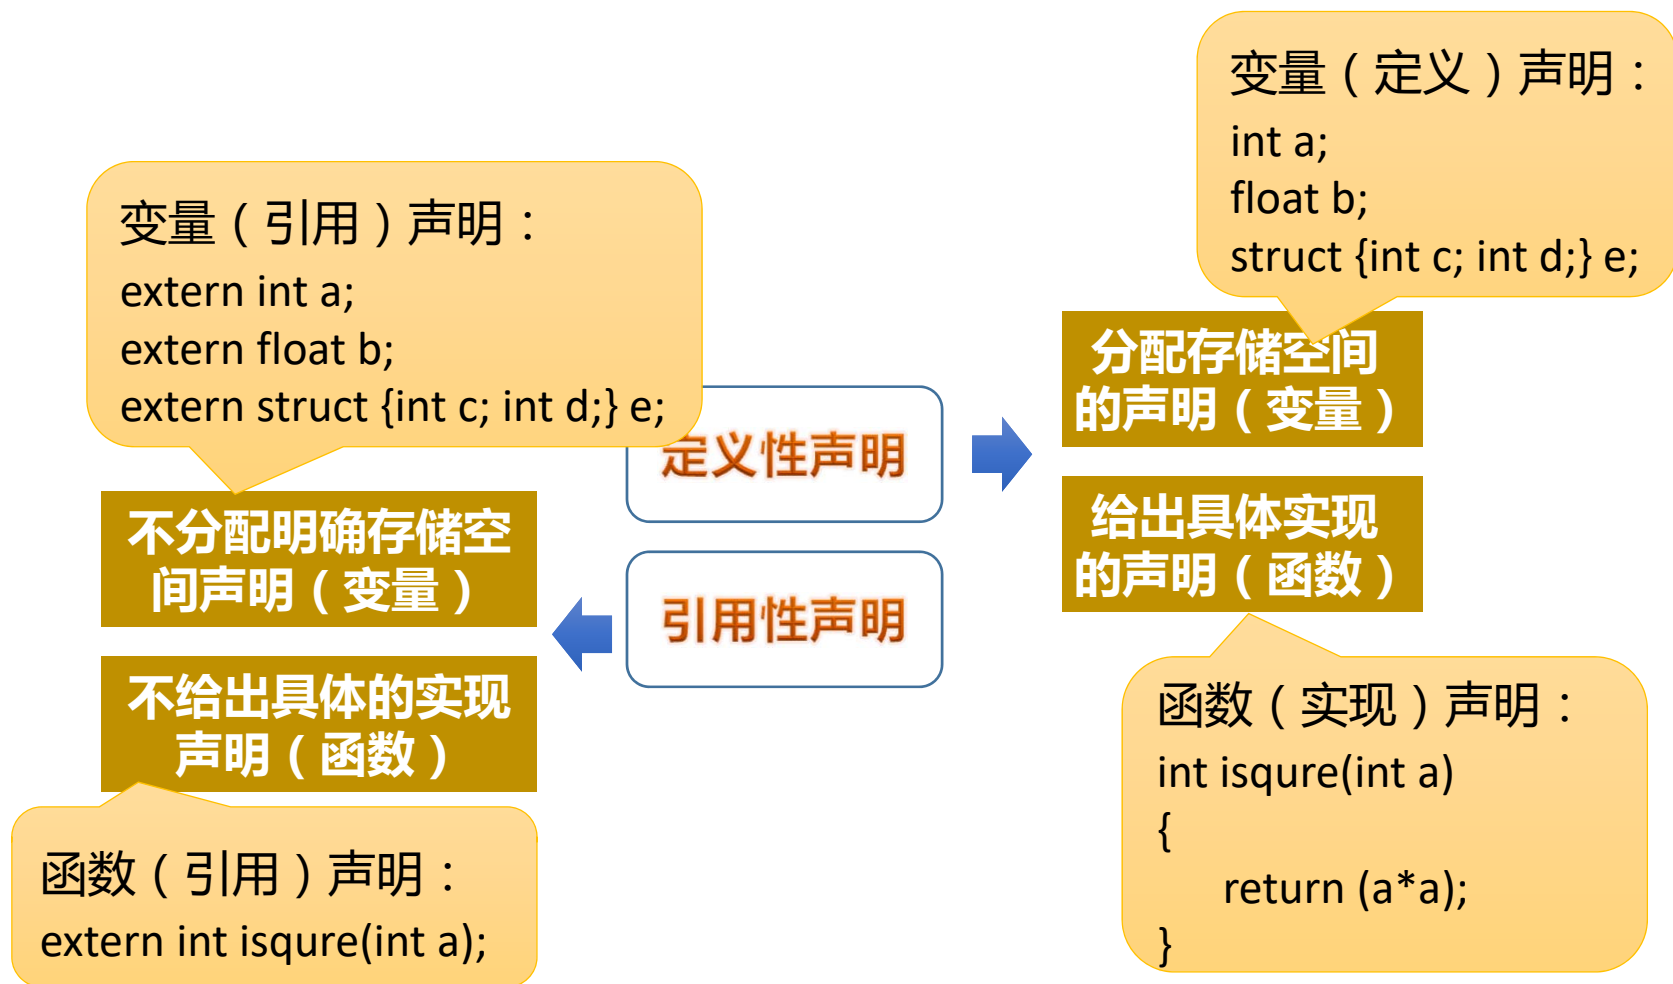 变量（定义）声明：
int a;
float b;
struct {int c; int d;} e;
变量（引用）声明：
extern int a;
extern float b;
extern struct {int c; int d;} e;
分配存储空间
的声明（变量）
定义性声明
给出具体实现
的声明（函数）
不分配明确存储空
间声明（变量）
引用性声明
不给出具体的实现
声明（函数）
函数（实现）声明：
int isqure(int a)
{
return (a*a);
}
函数（引用）声明：
extern int isqure(int a);